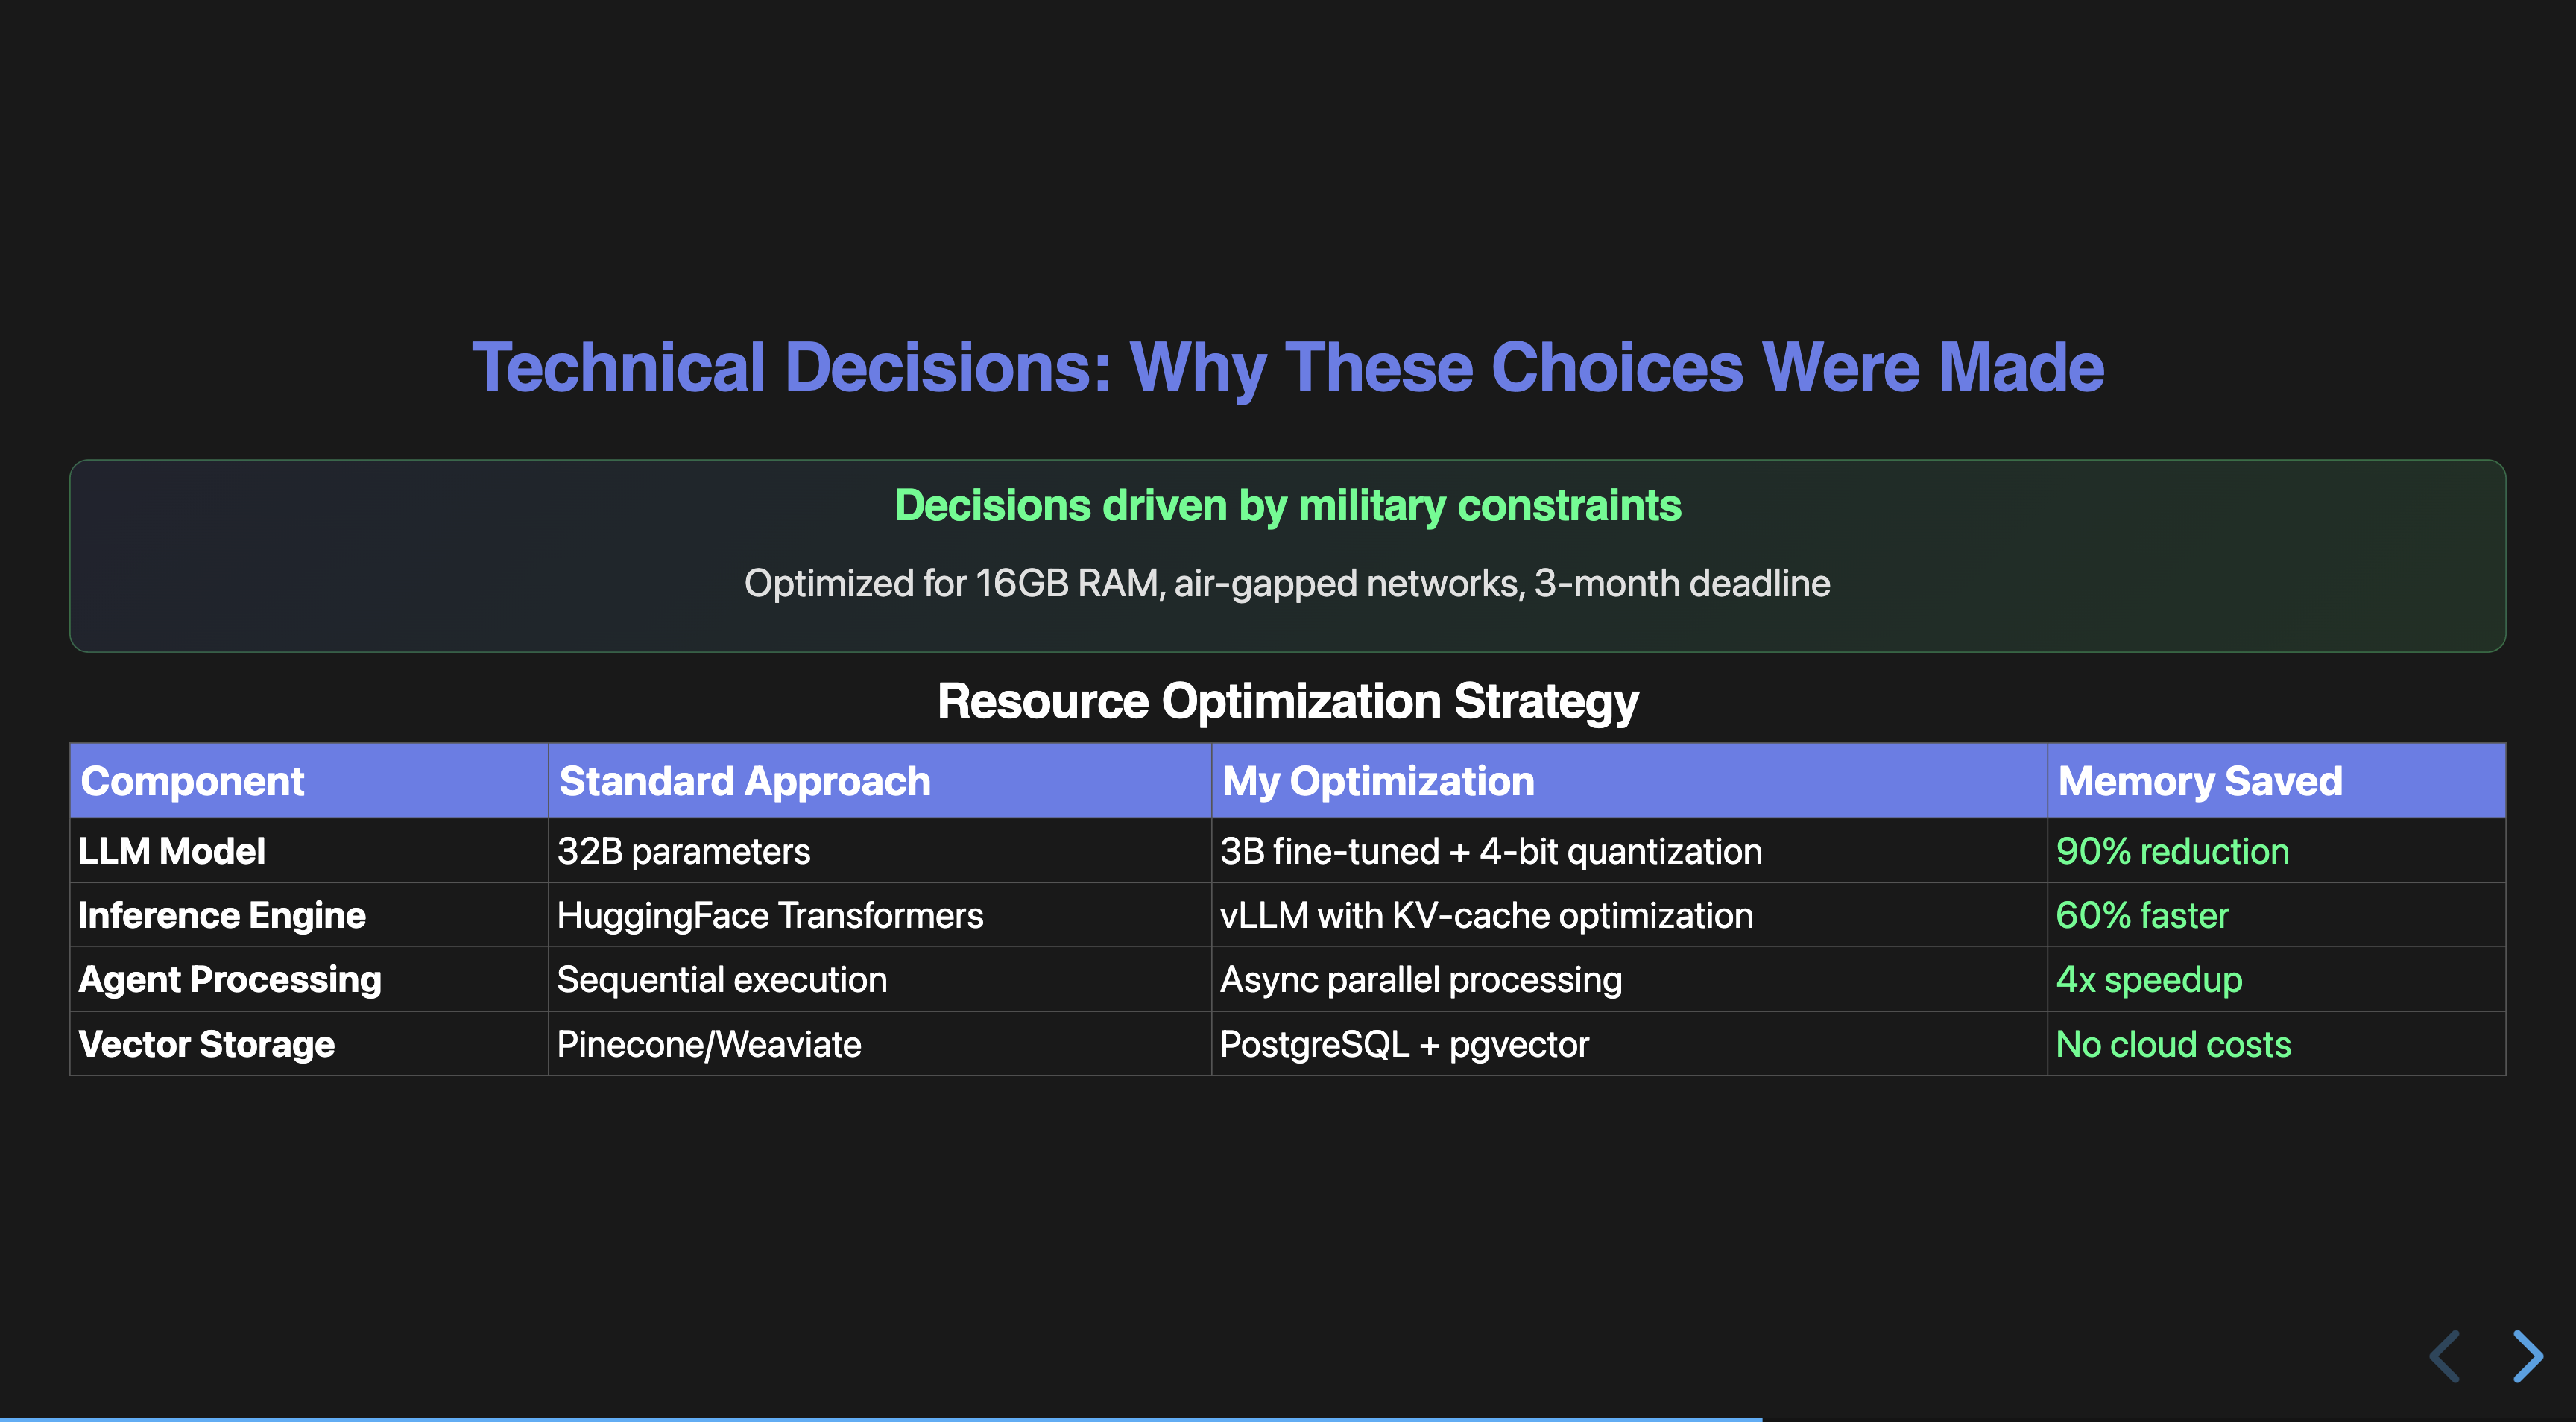 Technical Decisions: Why These Choices Were Made
Decisions driven by military constraints
Optimized for 16GB RAM, air-gapped networks, 3-month deadline
Resource Optimization Strategy
Component Standard Approach My Optimization Memory Saved
LLM Model 32B parameters 3B fine-tuned + 4-bit quantization 90% reduction
Inference Engine HuggingFace Transformers vLLM with KV-cache optimization 60% faster
Agent Processing Sequential execution Async parallel processing 4x speedup
Vector Storage Pinecone/Weaviate PostgreSQL + pgvector No cloud costs